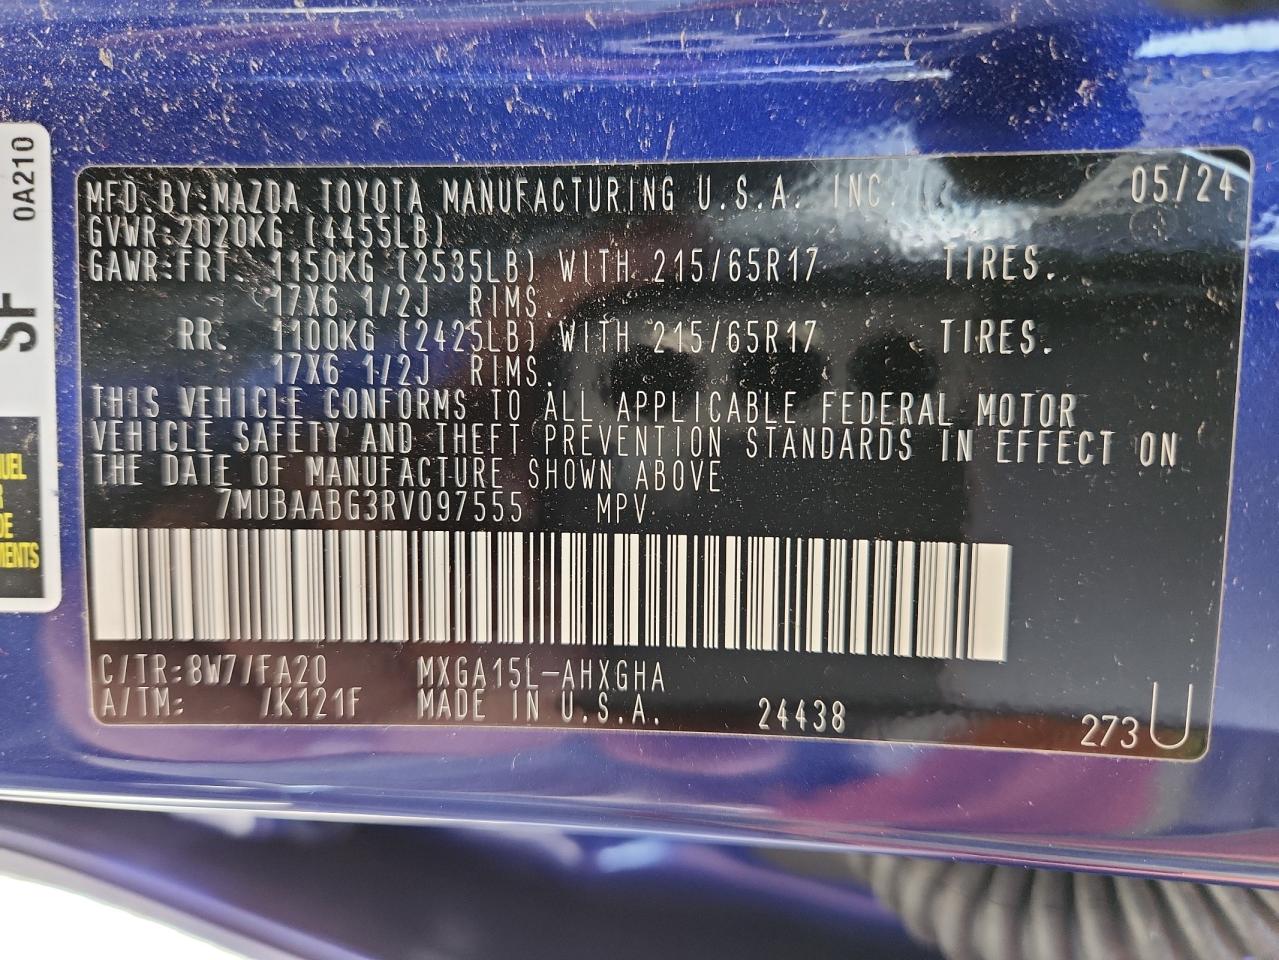 0A210
SF
UEL
R
DE
MENTS
MFD.BY:MAZDA TOYOTA MANUFACTURING U.S.A. INC. 05/24
GVWR:2020KG (4455LB)
GAWR:FRT. 1150KG (2535LB) WITH 215/65R17 TIRES.
17X6 1/2J RIMS.
RR. 1100KG (2425LB) WITH 215/65R17 TIRES.
17X6 1/2J RIMS.
THIS VEHICLE CONFORMS TO ALL APPLICABLE FEDERAL MOTOR
VEHICLE SAFETY AND THEFT PREVENTION STANDARDS IN EFFECT ON
THE DATE OF MANUFACTURE SHOWN ABOVE
7MUBAABG3RV097555 MPV
C/TR:8W7/FA20 MXGA15L-AHXGHA
A/TM: /K121F MADE IN U.S.A. 24438 273 U